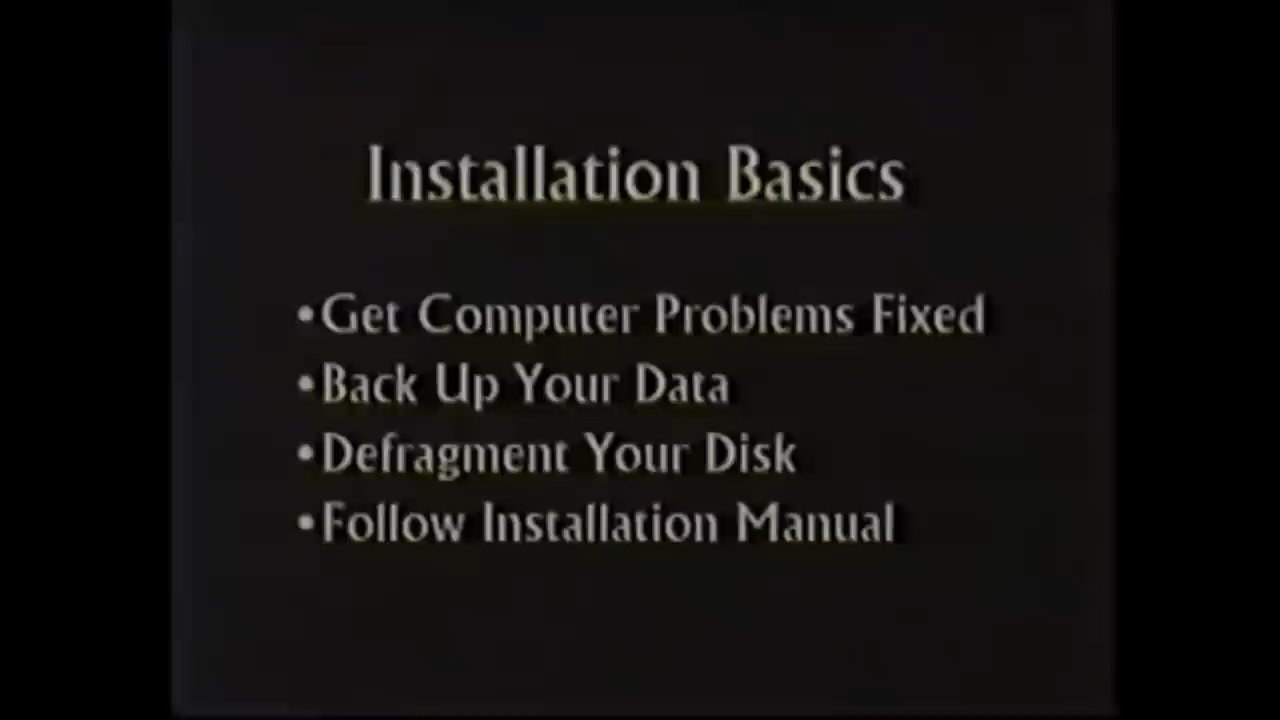 Installation Basics
•Get Computer Problems Fixed
•Back Up Your Data
•Defragment Your Disk
•Follow Installation Manual